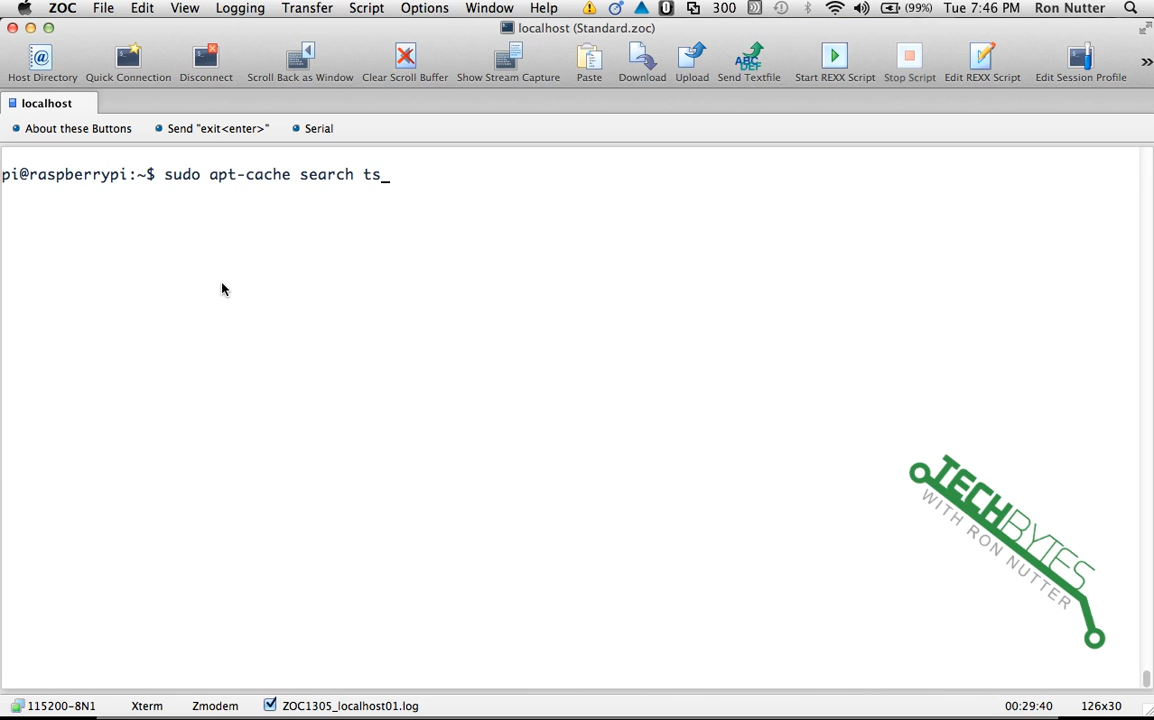 ZOC File Edit View Logging Transfer Script Options Window Help 300 (99%) Tue 7:46 PM Ron Nutter
localhost (Standard.zoc)
Host Directory Quick Connection Disconnect Scroll Back as Window Clear Scroll Buffer Show Stream Capture Paste Download Upload Send Textfile Start REXX Script Stop Script Edit REXX Script Edit Session Profile »
localhost
About these Buttons Send "exit<enter>" Serial
pi@raspberrypi:~$ sudo apt-cache search ts_
TECHBYTES
WITH RON NUTTER
115200-8N1 Xterm Zmodem ZOC1305_localhost01.log 00:29:40 126x30